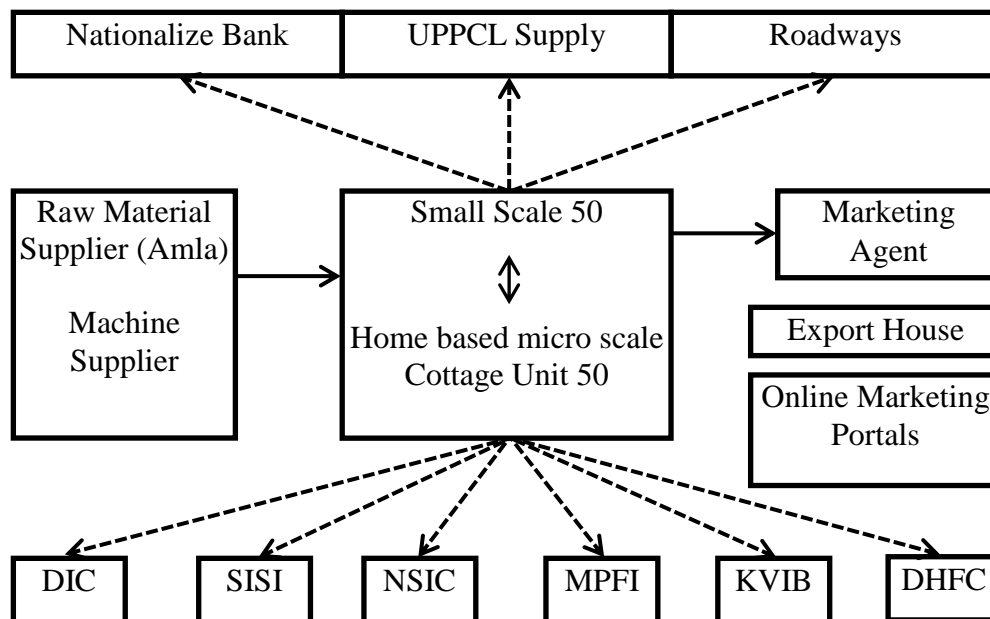 Nationalize Bank
UPPCL Supply
Roadways
Raw Material
Supplier (Amla)
Machine
Supplier
Small Scale 50
Home based micro scale
Cottage Unit 50
Marketing
Agent
Export House
Online Marketing
Portals
DIC
SISI
NSIC
MPFI
KVIB
DHFC